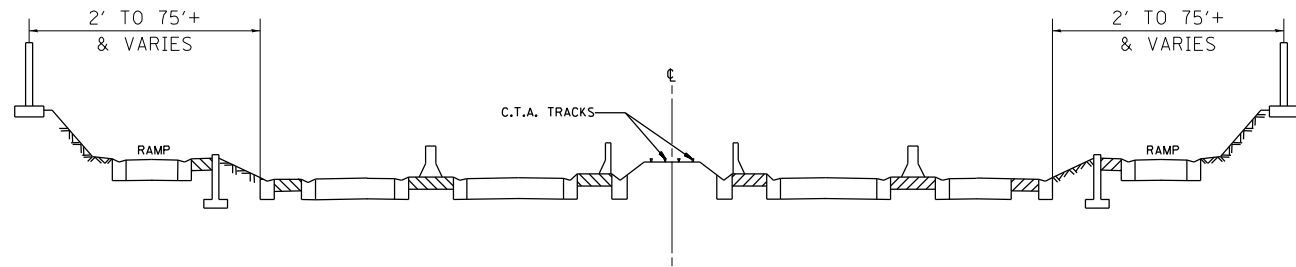 2' TO 75'+
& VARIES
2' TO 75'+
& VARIES
℄
C.T.A. TRACKS
RAMP
RAMP